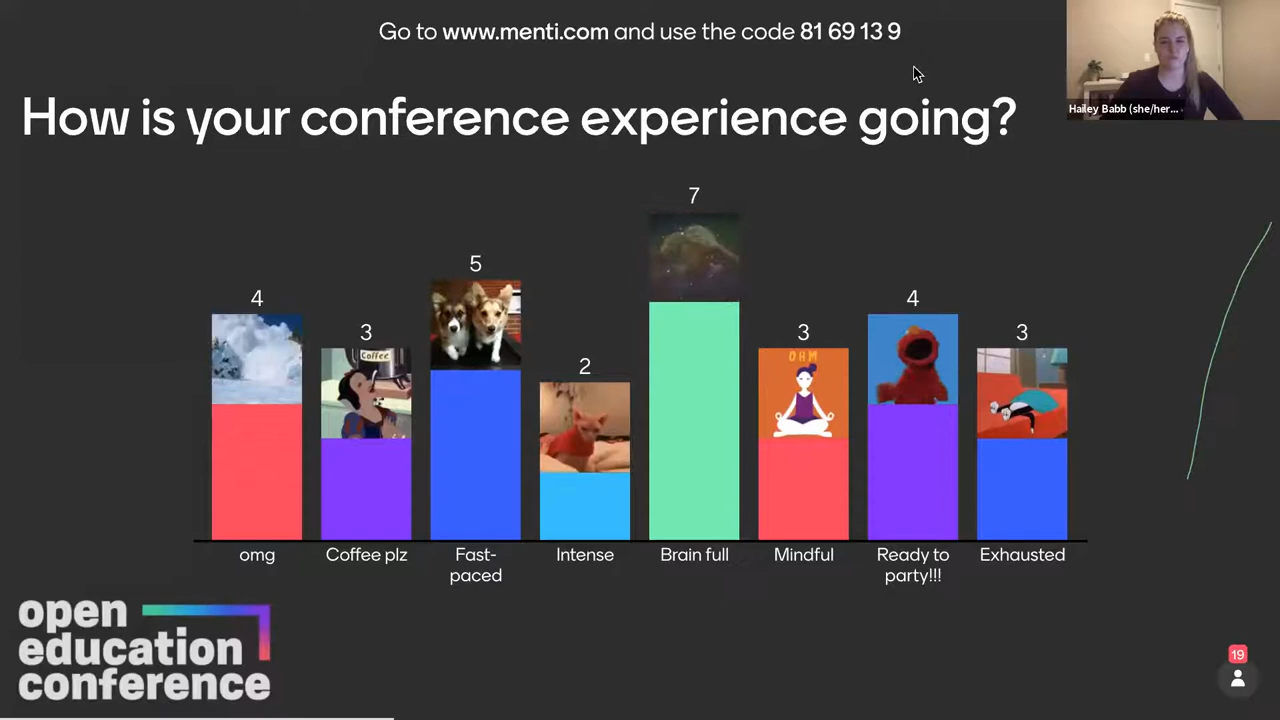 Go to www.menti.com and use the code 81 69 13 9
Hailey Babb (she/her...
How is your conference experience going?
4
3
5
2
7
3
4
3
Coffee
OHM
omg
Coffee plz
Fast-
paced
Intense
Brain full
Mindful
Ready to
party!!!
Exhausted
open
education
conference
19